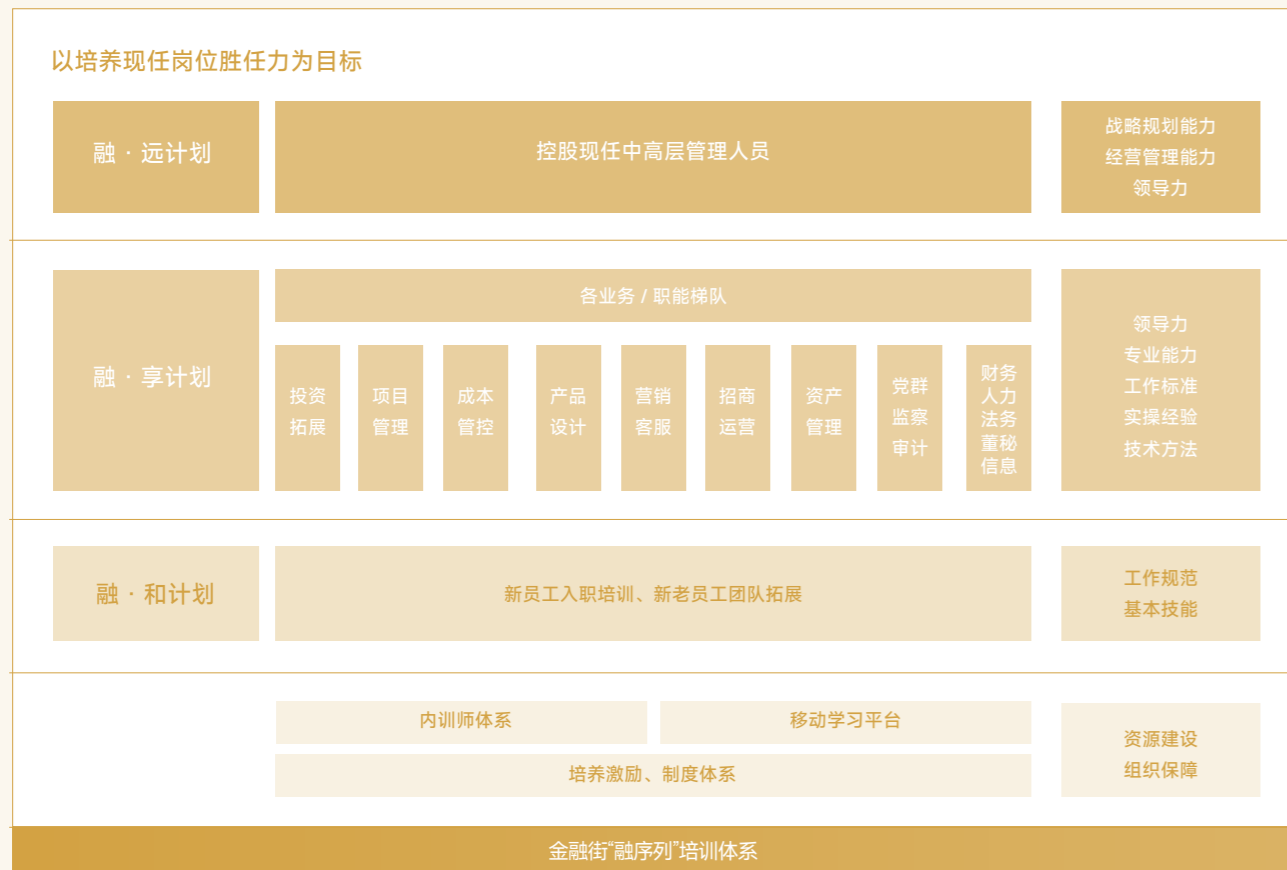 以培养现任岗位胜任力为目标
融 · 远计划
控股现任中高层管理人员
战略规划能力
经营管理能力
领导力
融 · 享计划
各业务 / 职能梯队
投资
拓展
项目
管理
成本
管控
产品
设计
营销
客服
招商
运营
资产
管理
党群
监察
审计
财务
人力
法务
董秘
信息
领导力
专业能力
工作标准
实操经验
技术方法
融 · 和计划
新员工入职培训、新老员工团队拓展
工作规范
基本技能
内训师体系
移动学习平台
培养激励、制度体系
资源建设
组织保障
金融街“融序列”培训体系